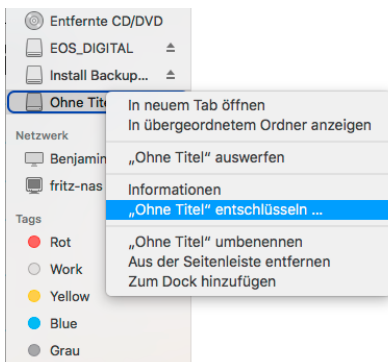 Entfernte CD/DVD
EOS_DIGITAL
Install Backup...
Ohne Tite
In neuem Tab öffnen
In übergeordnetem Ordner anzeigen
„Ohne Titel“ auswerfen
Informationen
„Ohne Titel“ entschlüsseln ...
„Ohne Titel“ umbenennen
Aus der Seitenleiste entfernen
Zum Dock hinzufügen
Netzwerk
Benjamin
fritz-nas
Tags
Rot
Work
Yellow
Blue
Grau